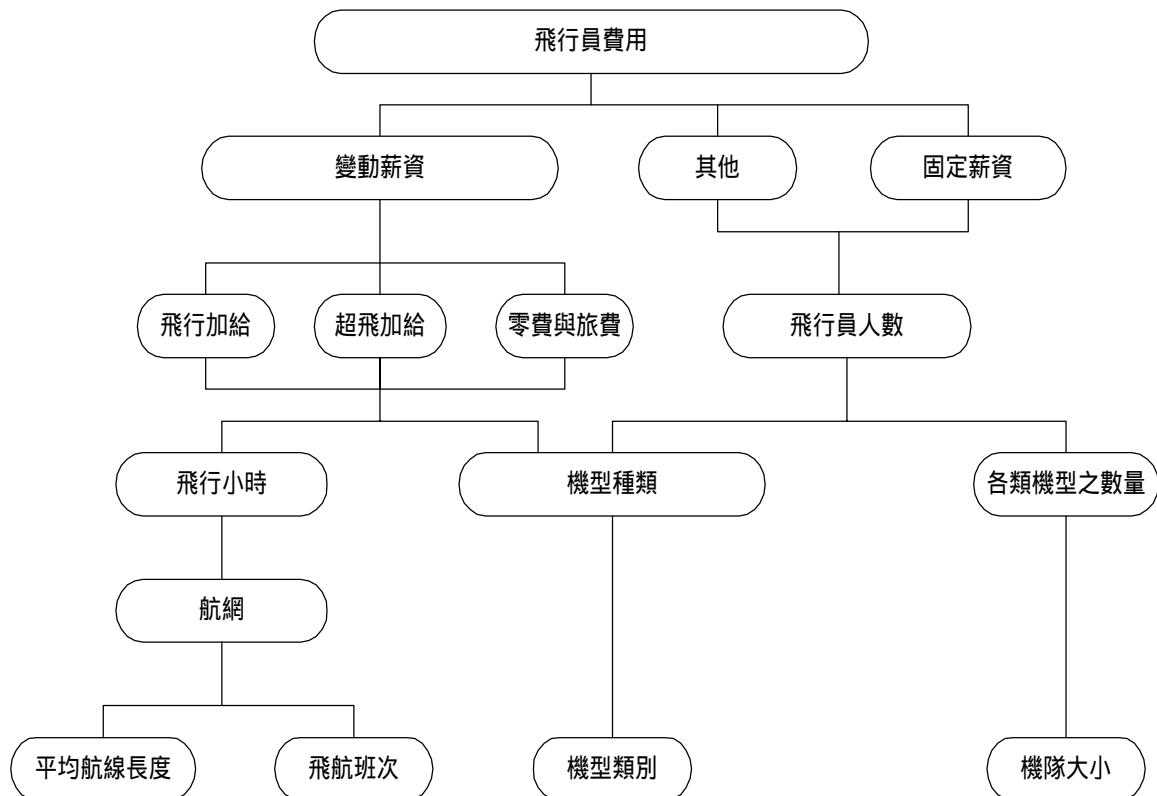 飛行員費用
變動薪資
其他
固定薪資
飛行加給
超飛加給
零費與旅費
飛行員人數
飛行小時
機型種類
各類機型之數量
航網
平均航線長度
飛航班次
機型類別
機隊大小